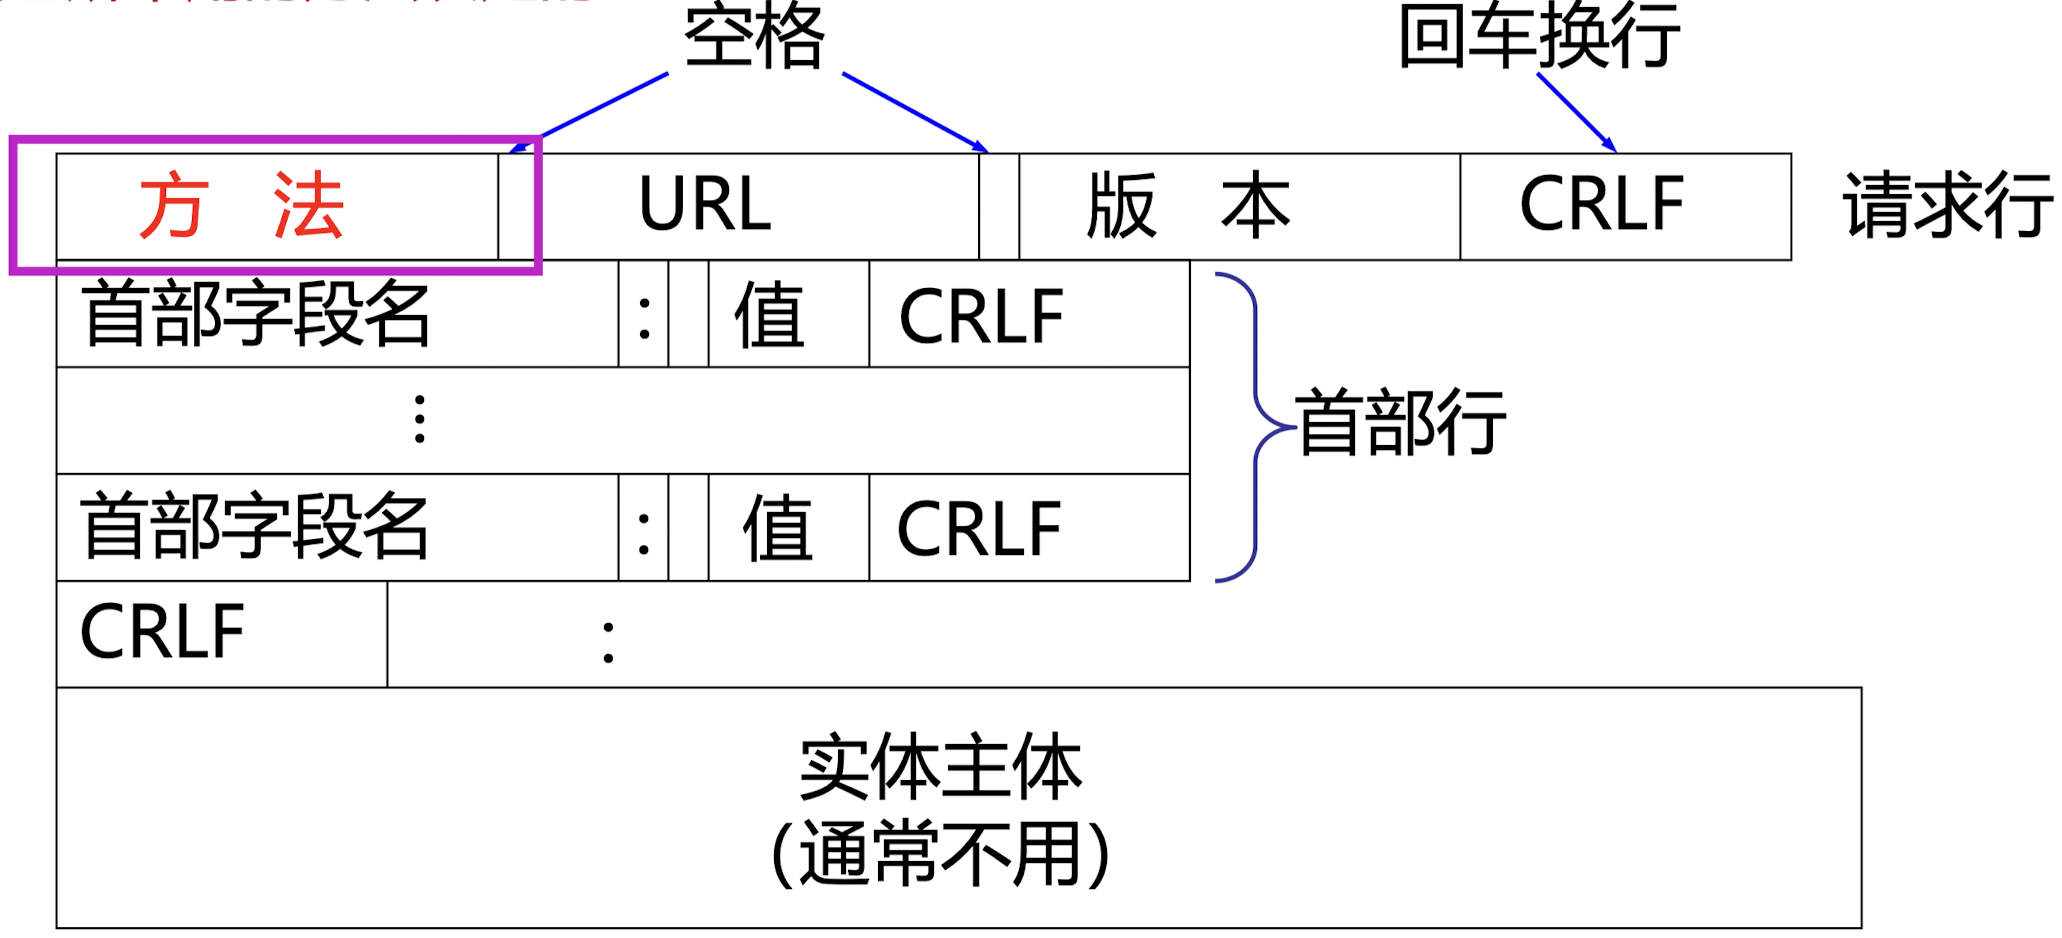 空格 回车换行
方 法 URL 版 本 CRLF 请求行
首部字段名 : 值 CRLF
⋮
首部行
首部字段名 : 值 CRLF
CRLF :
实体主体
(通常不用)